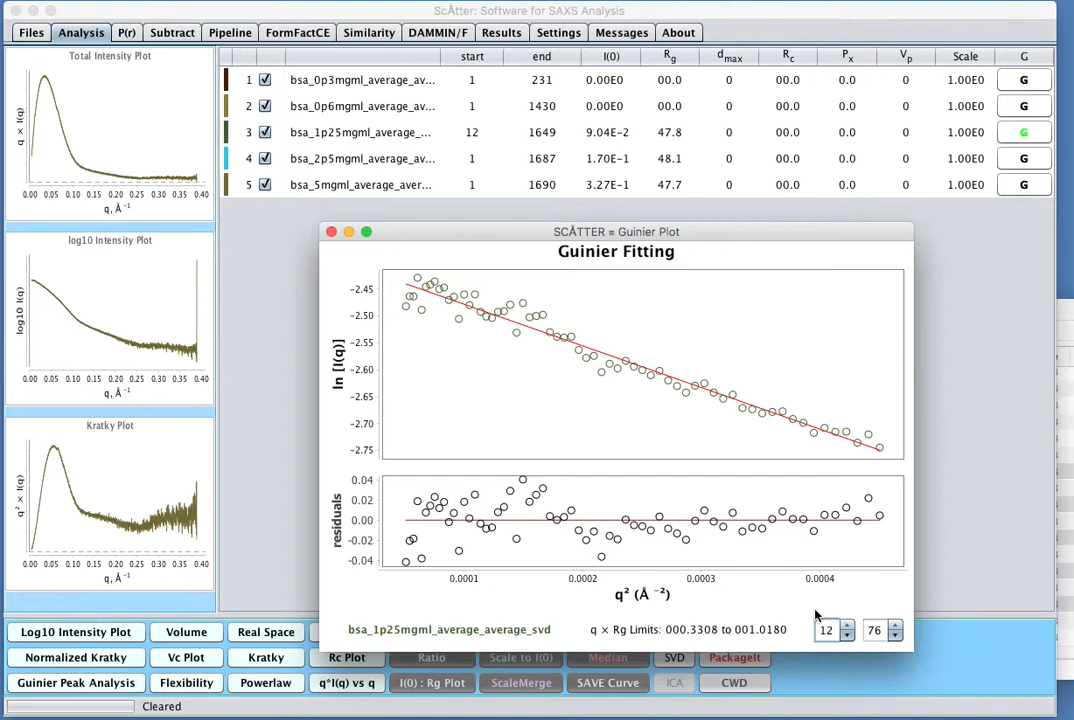 ScÅtter: Software for SAXS Analysis
Files Analysis P(r) Subtract Pipeline FormFactCE Similarity DAMMIN/F Results Settings Messages About
start end I(0) Rg dmax Rc Px Vp Scale G
1 bsa_0p3mgml_average_av... 1 231 0.00E0 00.0 0 00.0 0.0 0 1.00E0 G
2 bsa_0p6mgml_average_av... 1 1430 0.00E0 00.0 0 00.0 0.0 0 1.00E0 G
3 bsa_1p25mgml_average_... 12 1649 9.04E-2 47.8 0 00.0 0.0 0 1.00E0 G
4 bsa_2p5mgml_average_av... 1 1687 1.70E-1 48.1 0 00.0 0.0 0 1.00E0 G
5 bsa_5mgml_average_aver... 1 1690 3.27E-1 47.7 0 00.0 0.0 0 1.00E0 G
Total Intensity Plot
q × I(q)
0.00 0.05 0.10 0.15 0.20 0.25 0.30 0.35 0.40
q, Å⁻¹
log10 Intensity Plot
log10 I(q)
0.00 0.05 0.10 0.15 0.20 0.25 0.30 0.35 0.40
q, Å⁻¹
Kratky Plot
q² × I(q)
0.00 0.05 0.10 0.15 0.20 0.25 0.30 0.35 0.40
q, Å⁻¹
SCÅTTER ≡ Guinier Plot
Guinier Fitting
ln [I(q)]
-2.45
-2.50
-2.55
-2.60
-2.65
-2.70
-2.75
residuals
0.04
0.02
0.00
-0.02
-0.04
0.0001 0.0002 0.0003 0.0004
q² (Å ⁻²)
bsa_1p25mgml_average_average_svd q × Rg Limits: 000.3308 to 001.0180 12 76
Log10 Intensity Plot Volume Real Space
Normalized Kratky Vc Plot Kratky Rc Plot Ratio Scale to I(0) Median SVD PackageIt
Guinier Peak Analysis Flexibility Powerlaw q*I(q) vs q I(0) : Rg Plot ScaleMerge SAVE Curve ICA CWD
Cleared